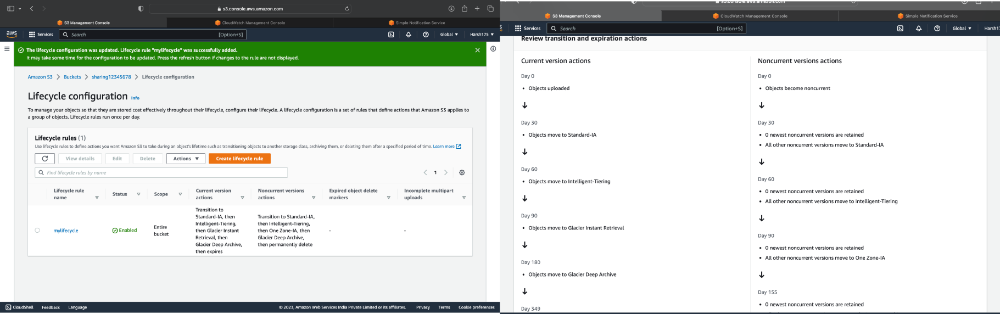 s3.console.aws.amazon.com
S3 Management Console
CloudWatch Management Console
Simple Notification Service
aws
Services
Search
[Option+S]
Global
Harsh175
The lifecycle configuration was updated. Lifecycle rule "mylifecycle" was successfully added.
It may take some time for the configuration to be updated. Press the refresh button if changes to the rule are not displayed.
Amazon S3 > Buckets > sharing12345678 > Lifecycle configuration
Lifecycle configuration Info
To manage your objects so that they are stored cost effectively throughout their lifecycle, configure their lifecycle. A lifecycle configuration is a set of rules that define actions that Amazon S3 applies to
a group of objects. Lifecycle rules run once per day.
Lifecycle rules (1)
Use lifecycle rules to define actions you want Amazon S3 to take during an object's lifetime such as transitioning objects to another storage class, archiving them, or deleting them after a specified period of time. Learn more
View details
Edit
Delete
Actions
Create lifecycle rule
Find lifecycle rules by name
1
Lifecycle rule
name
Status
Scope
Current version
actions
Noncurrent versions
actions
Expired object delete
markers
Incomplete multipart
uploads
mylifecycle
Enabled
Entire
bucket
Transition to
Standard-IA, then
Intelligent-Tiering,
then Glacier Instant
Retrieval, then
Glacier Deep Archive,
then expires
Transition to Standard-IA,
then Intelligent-Tiering,
then One Zone-IA, then
Glacier Deep Archive,
then permanently delete
-
-
CloudShell
Feedback
Language
© 2023, Amazon Web Services India Private Limited or its affiliates.
Privacy
Terms
Cookie preferences
s3.console.aws.amazon.com
S3 Management Console
CloudWatch Management Console
Simple Notification Service
Services
Search
[Option+S]
Global
Harsh17
Review transition and expiration actions
Current version actions
Day 0
• Objects uploaded
Day 30
• Objects move to Standard-IA
Day 60
• Objects move to Intelligent-Tiering
Day 90
• Objects move to Glacier Instant Retrieval
Day 180
• Objects move to Glacier Deep Archive
Day 349
Noncurrent versions actions
Day 0
• Objects become noncurrent
Day 30
• 0 newest noncurrent versions are retained
• All other noncurrent versions move to Standard-IA
Day 60
• 0 newest noncurrent versions are retained
• All other noncurrent versions move to Intelligent-Tiering
Day 90
• 0 newest noncurrent versions are retained
• All other noncurrent versions move to One Zone-IA
Day 155
• 0 newest noncurrent versions are retained